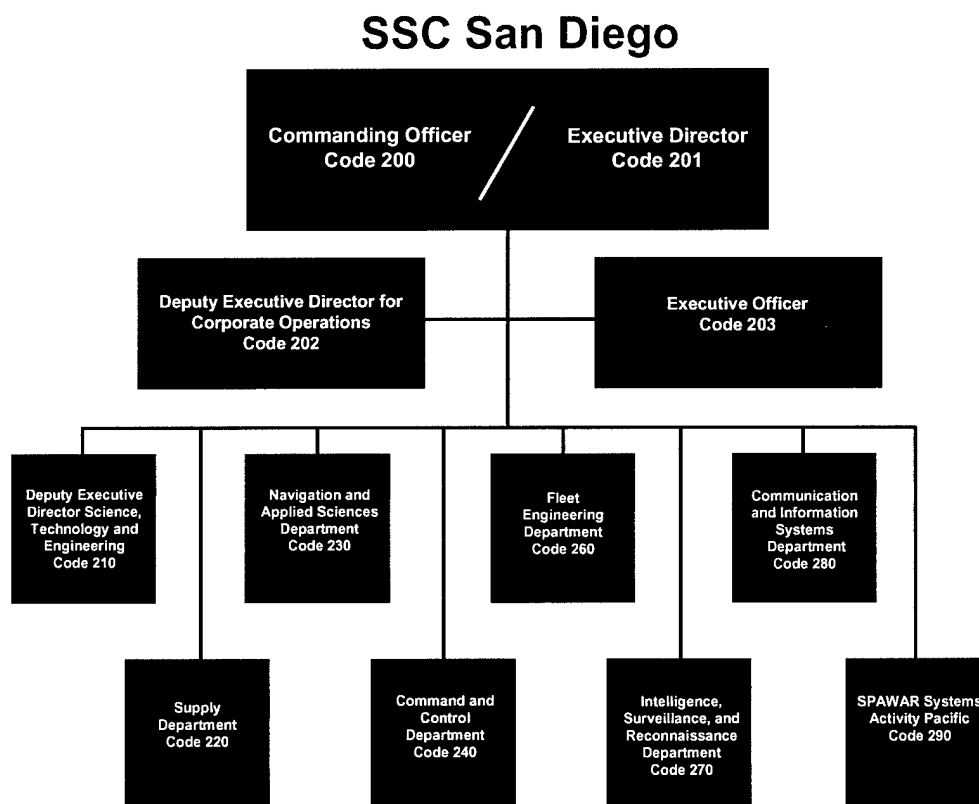 SSC San Diego
Commanding Officer
Code 200
Executive Director
Code 201
Deputy Executive Director for
Corporate Operations
Code 202
Executive Officer
Code 203
Deputy Executive
Director Science,
Technology and
Engineering
Code 210
Navigation and
Applied Sciences
Department
Code 230
Fleet
Engineering
Department
Code 260
Communication
and Information
Systems
Department
Code 280
Supply
Department
Code 220
Command and
Control
Department
Code 240
Intelligence,
Surveillance, and
Reconnaissance
Department
Code 270
SPAWAR Systems
Activity Pacific
Code 290